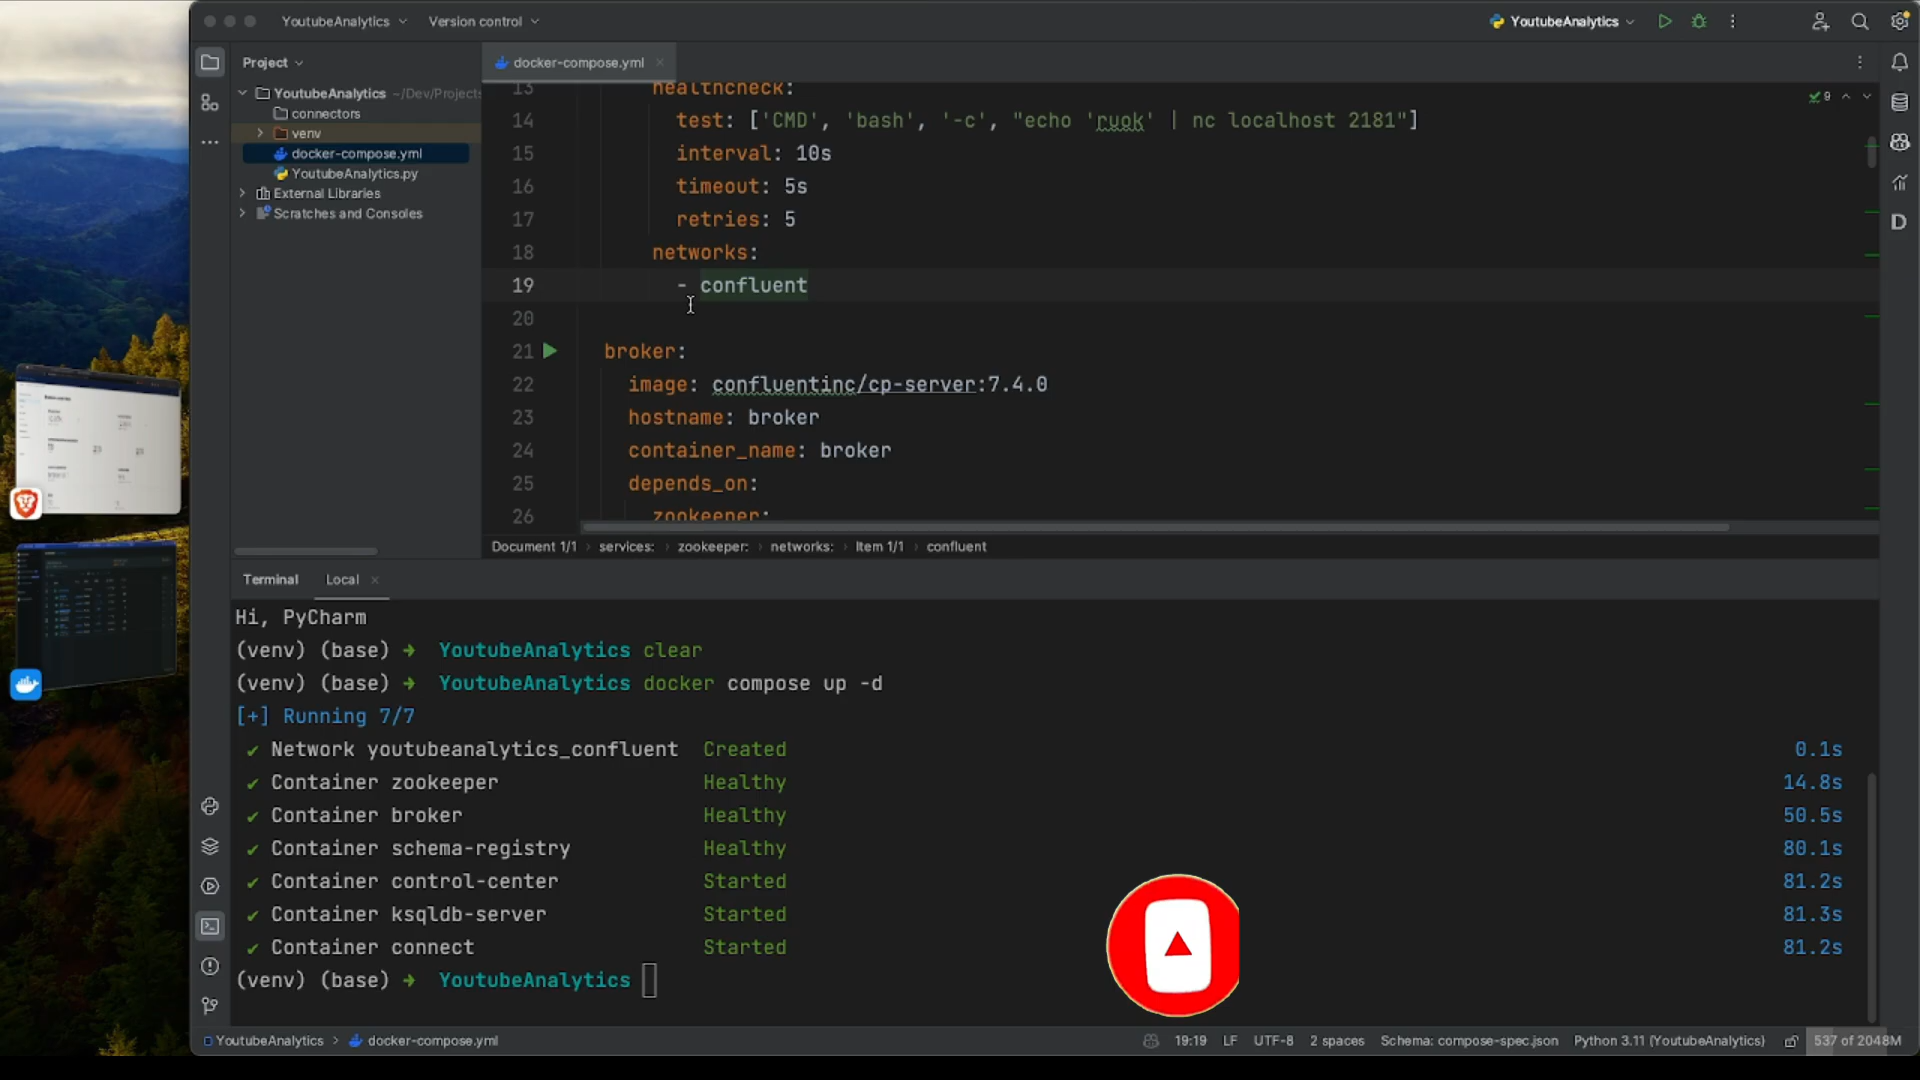 YoutubeAnalytics
Version control
YoutubeAnalytics
Project
docker-compose.yml
YoutubeAnalytics ~/Dev/Projects
connectors
venv
docker-compose.yml
YoutubeAnalytics.py
External Libraries
Scratches and Consoles
13 healthcheck:
14 test: ['CMD', 'bash', '-c', "echo 'ruok' | nc localhost 2181"]
15 interval: 10s
16 timeout: 5s
17 retries: 5
18 networks:
19 - confluent
20
21 broker:
22 image: confluentinc/cp-server:7.4.0
23 hostname: broker
24 container_name: broker
25 depends_on:
26 zookeeper:
9
D
Document 1/1 › services: › zookeeper: › networks: › Item 1/1 › confluent
Terminal Local
Hi, PyCharm
(venv) (base) ➜ YoutubeAnalytics clear
(venv) (base) ➜ YoutubeAnalytics docker compose up -d
[+] Running 7/7
✔ Network youtubeanalytics_confluent Created 0.1s
✔ Container zookeeper Healthy 14.8s
✔ Container broker Healthy 50.5s
✔ Container schema-registry Healthy 80.1s
✔ Container control-center Started 81.2s
✔ Container ksqldb-server Started 81.3s
✔ Container connect Started 81.2s
(venv) (base) ➜ YoutubeAnalytics
YoutubeAnalytics › docker-compose.yml
19:19 LF UTF-8 2 spaces Schema: compose-spec.json Python 3.11 (YoutubeAnalytics) 537 of 2048M